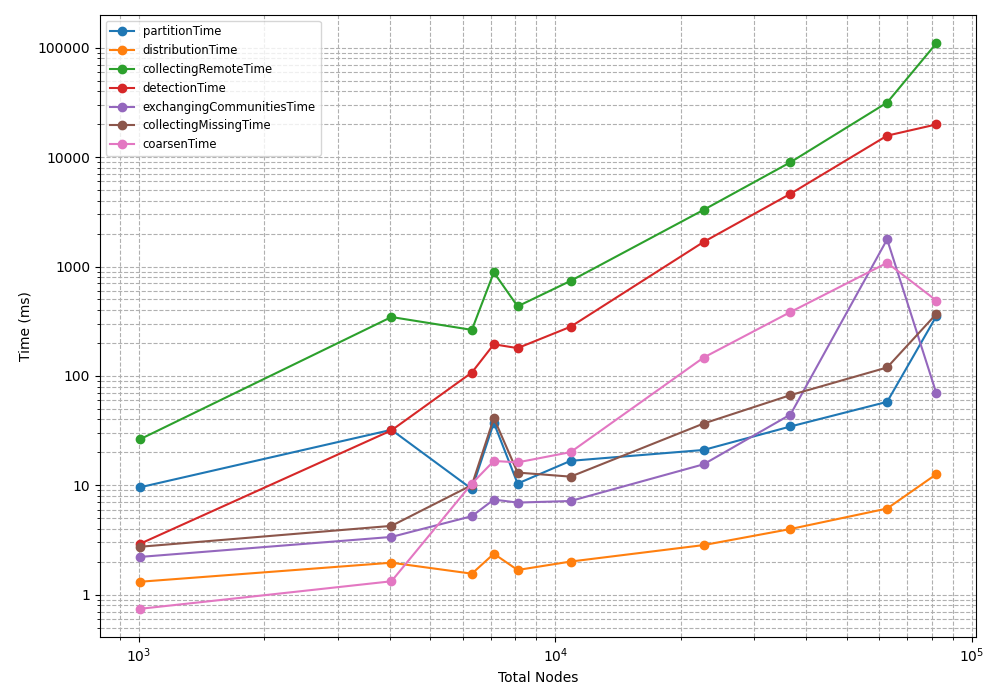 partitionTime
distributionTime
collectingRemoteTime
detectionTime
exchangingCommunitiesTime
collectingMissingTime
coarsenTime
100000
10000
1000
100
10
1
Time (ms)
10³
10⁴
10⁵
Total Nodes